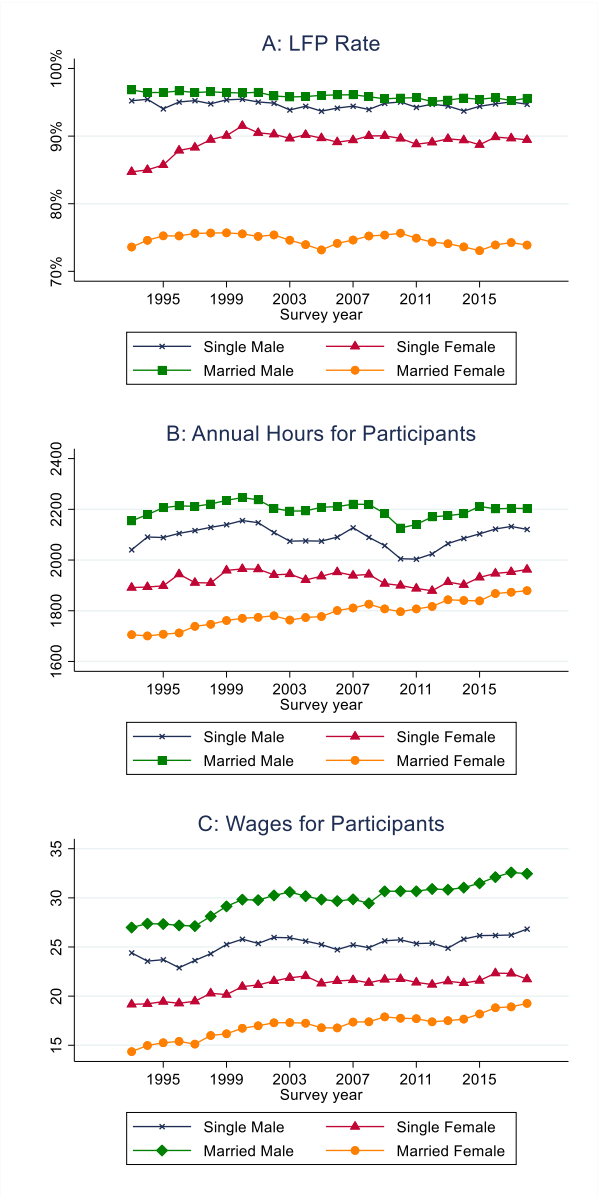 A: LFP Rate
100%
90%
80%
70%
1995 1999 2003 2007 2011 2015
Survey year
Single Male Single Female
Married Male Married Female
B: Annual Hours for Participants
2400
2200
2000
1800
1600
1995 1999 2003 2007 2011 2015
Survey year
Single Male Single Female
Married Male Married Female
C: Wages for Participants
35
30
25
20
15
1995 1999 2003 2007 2011 2015
Survey year
Single Male Single Female
Married Male Married Female